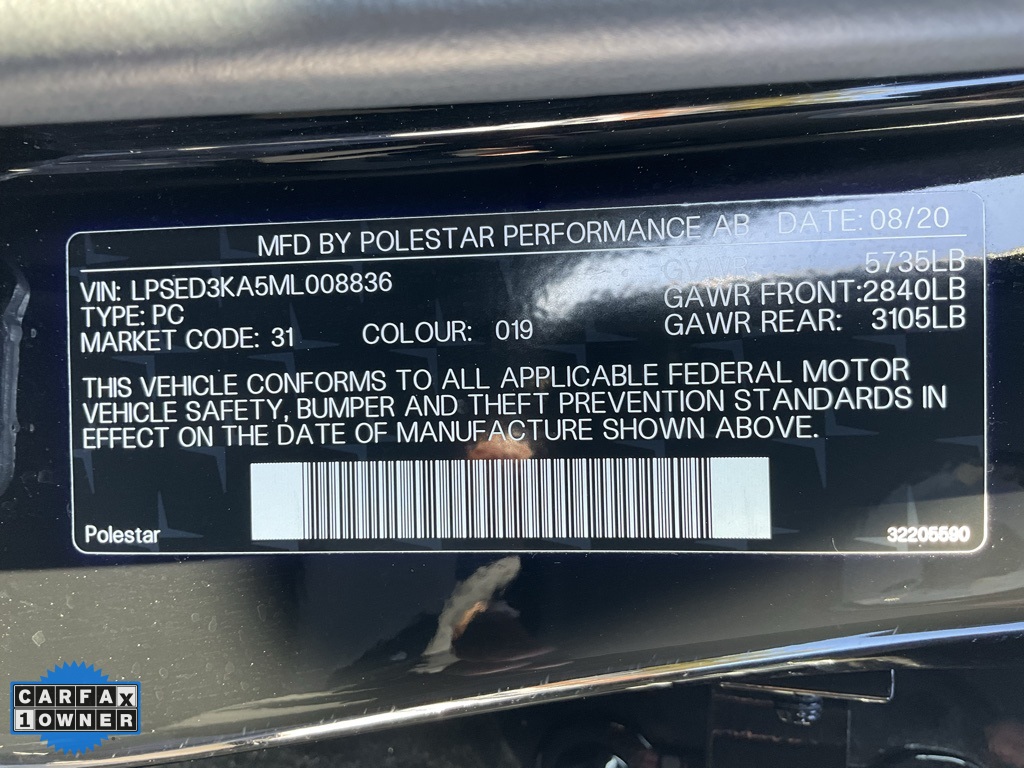 MFD BY POLESTAR PERFORMANCE AB DATE: 08/20
VIN: LPSED3KA5ML008836 5735LB
TYPE: PC GAWR FRONT:2840LB
MARKET CODE: 31 COLOUR: 019 GAWR REAR: 3105LB
THIS VEHICLE CONFORMS TO ALL APPLICABLE FEDERAL MOTOR
VEHICLE SAFETY, BUMPER AND THEFT PREVENTION STANDARDS IN
EFFECT ON THE DATE OF MANUFACTURE SHOWN ABOVE.
Polestar 32205590
CARFAX
1 OWNER